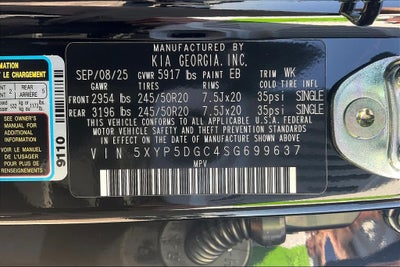 MANUFACTURED BY
KIA GEORGIA, INC.
SEP/08/25 GVWR 5917 lbs PAINT EB TRIM WK
GAWR TIRES RIMS COLD TIRE INFL
FRONT 2954 lbs 245/50R20 7.5Jx20 35psi SINGLE
REAR 3196 lbs 245/50R20 7.5Jx20 35psi SINGLE
THIS VEHICLE CONFORMS TO ALL APPLICABLE U.S.A. FEDERAL
MOTOR VEHICLE SAFETY, BUMPER, AND THEFT PREVENTION STANDARDS
IN EFFECT ON THE DATE OF MANUFACTURE SHOWN ABOVE.
VIN 5XYP5DGC4SG699637
MPV
INFORMATION
LE CHARGEMENT
REAR
ARRIÈRE
SEE OWNER'S
MANUAL FOR
ADDITIONAL
INFORMATION
VOIR LE MANUEL
DE L'USAGER
POUR PLUS DE
RENSEIGNEMENTS
9110